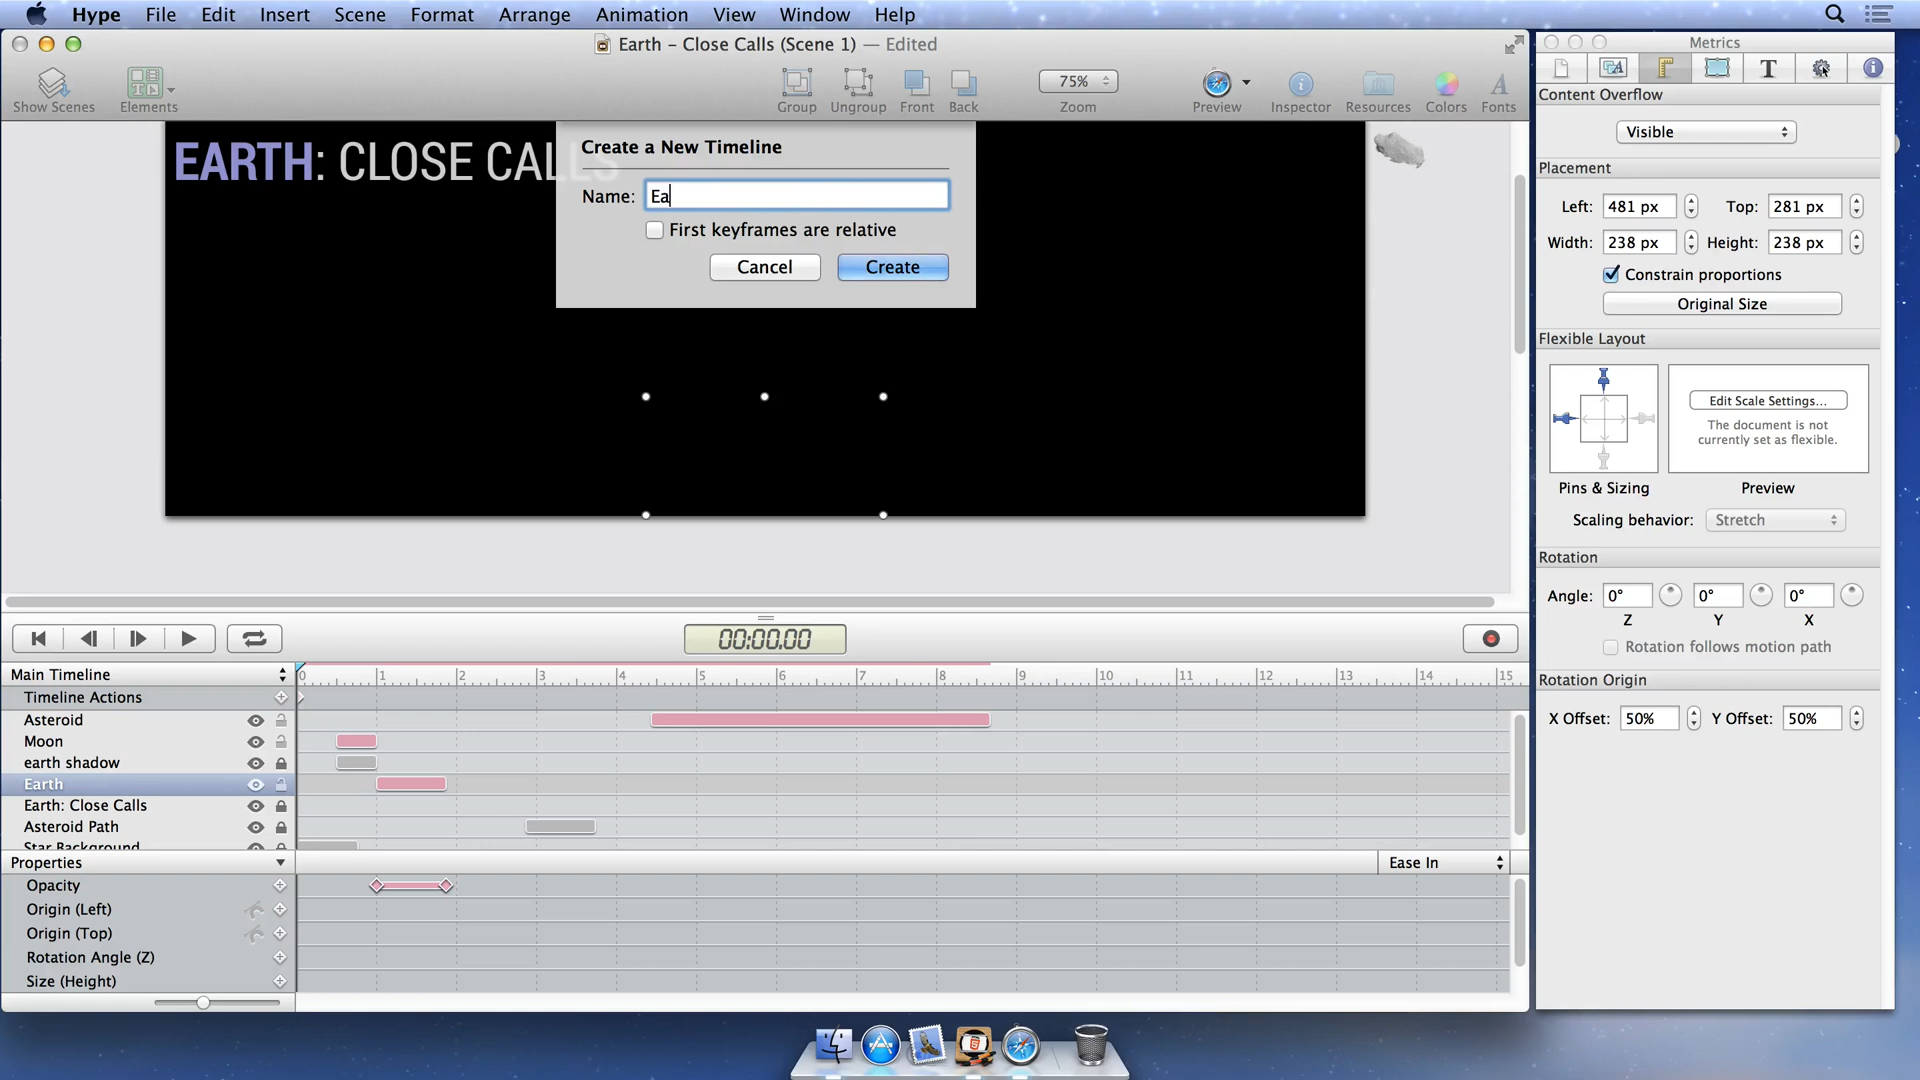 Hype File Edit Insert Scene Format Arrange Animation View Window Help
Earth – Close Calls (Scene 1) — Edited
Show Scenes Elements Group Ungroup Front Back 75% Zoom Preview Inspector Resources Colors Fonts
EARTH: CLOSE CALLS
Create a New Timeline
Name: Ea
First keyframes are relative
Cancel Create
00:00.00
Main Timeline 0 1 2 3 4 5 6 7 8 9 10 11 12 13 14 15
Timeline Actions
Asteroid
Moon
earth shadow
Earth
Earth: Close Calls
Asteroid Path
Star Background
Properties Ease In
Opacity
Origin (Left)
Origin (Top)
Rotation Angle (Z)
Size (Height)
Metrics
Content Overflow
Visible
Placement
Left: 481 px Top: 281 px
Width: 238 px Height: 238 px
Constrain proportions
Original Size
Flexible Layout
Edit Scale Settings...
The document is not
currently set as flexible.
Pins & Sizing Preview
Scaling behavior: Stretch
Rotation
Angle: 0° 0° 0°
Z Y X
Rotation follows motion path
Rotation Origin
X Offset: 50% Y Offset: 50%